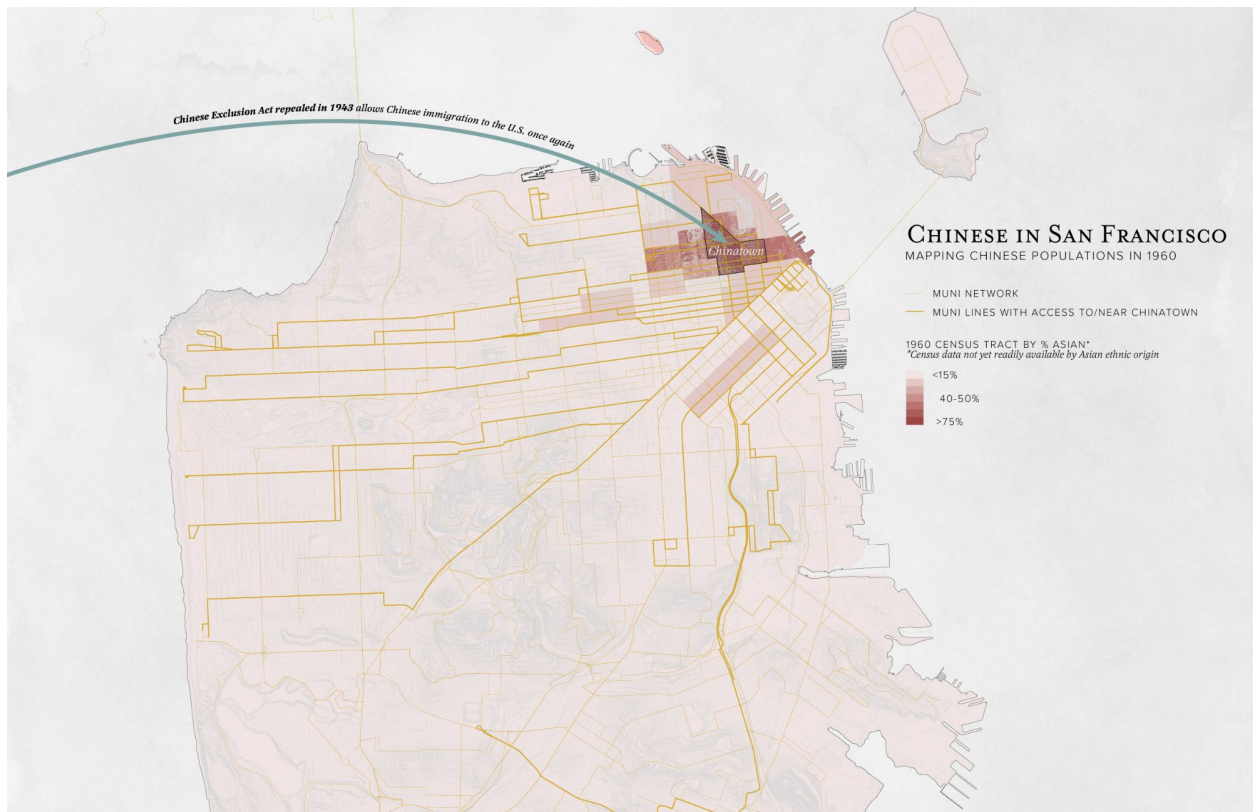 Chinese Exclusion Act repealed in 1943 allows Chinese immigration to the U.S. once again
Chinatown
CHINESE IN SAN FRANCISCO
MAPPING CHINESE POPULATIONS IN 1960
MUNI NETWORK
MUNI LINES WITH ACCESS TO/NEAR CHINATOWN
1960 CENSUS TRACT BY % ASIAN*
*Census data not yet readily available by Asian ethnic origin
<15%
40-50%
>75%